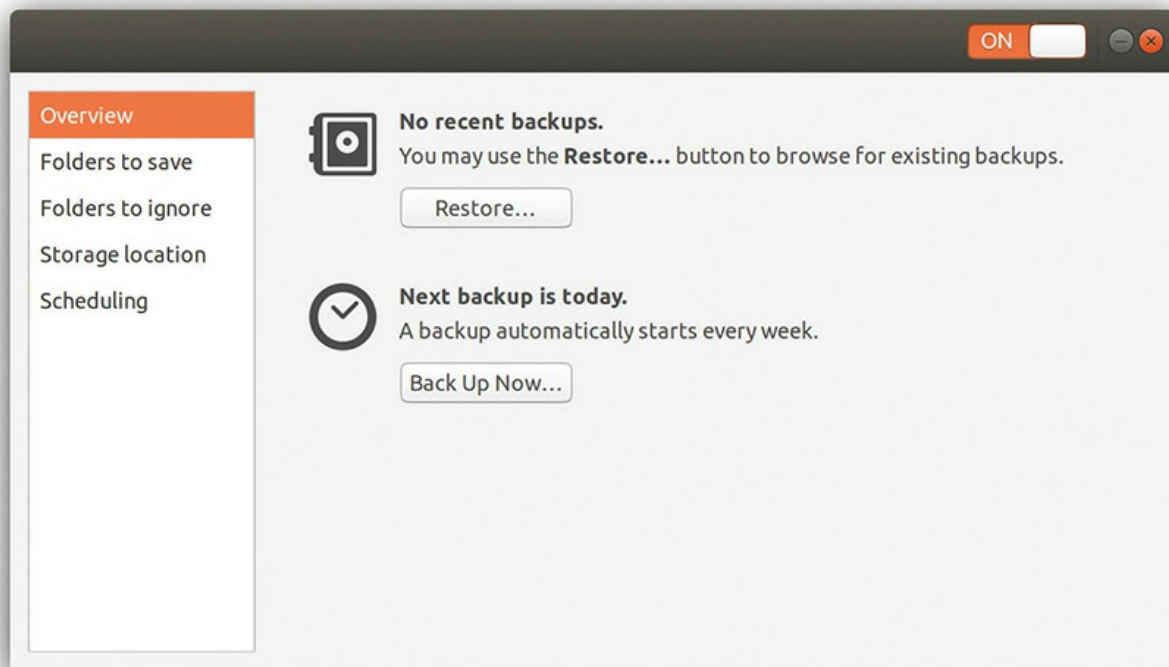 ON
Overview
Folders to save
Folders to ignore
Storage location
Scheduling
No recent backups.
You may use the Restore... button to browse for existing backups.
Restore...
Next backup is today.
A backup automatically starts every week.
Back Up Now...